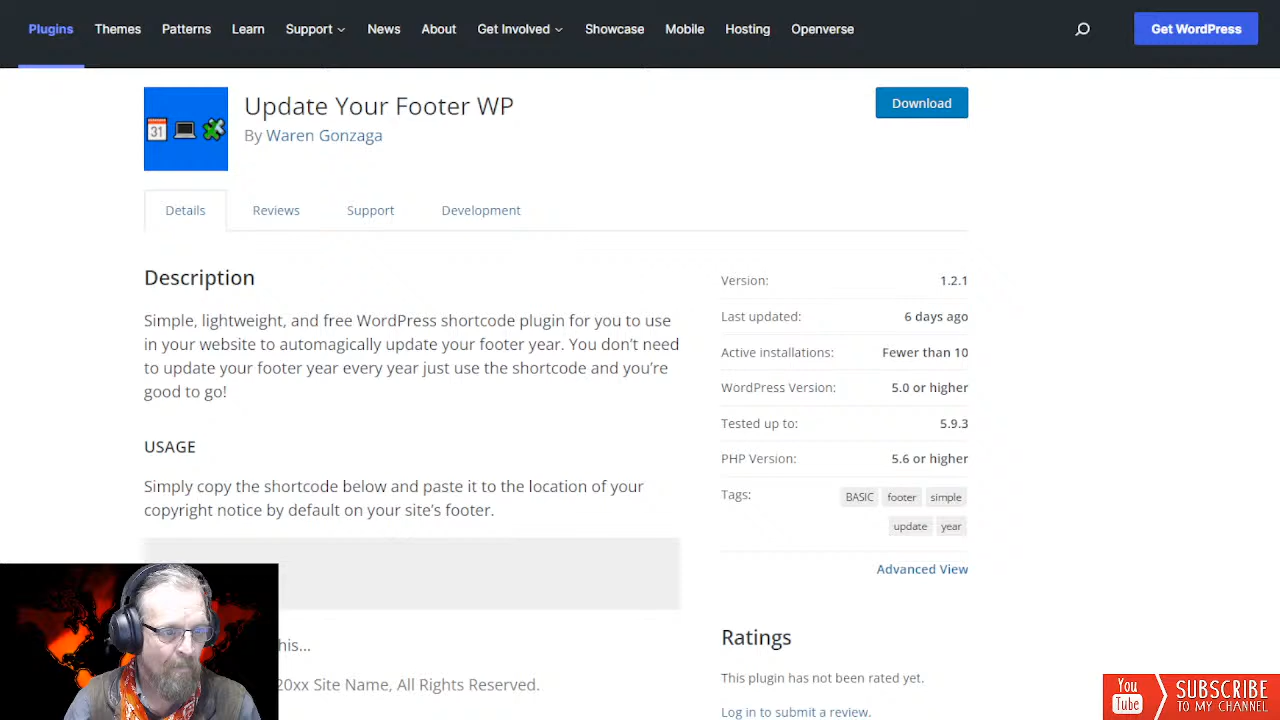 Plugins Themes Patterns Learn Support News About Get Involved Showcase Mobile Hosting Openverse Get WordPress
31
Update Your Footer WP
By Waren Gonzaga
Download
Details Reviews Support Development
Description
Simple, lightweight, and free WordPress shortcode plugin for you to use
in your website to automagically update your footer year. You don’t need
to update your footer year every year just use the shortcode and you’re
good to go!
USAGE
Simply copy the shortcode below and paste it to the location of your
copyright notice by default on your site’s footer.
his...
20xx Site Name, All Rights Reserved.
Version: 1.2.1
Last updated: 6 days ago
Active installations: Fewer than 10
WordPress Version: 5.0 or higher
Tested up to: 5.9.3
PHP Version: 5.6 or higher
Tags: BASIC footer simple
update year
Advanced View
Ratings
This plugin has not been rated yet.
Log in to submit a review.
You
Tube
SUBSCRIBE
TO MY CHANNEL